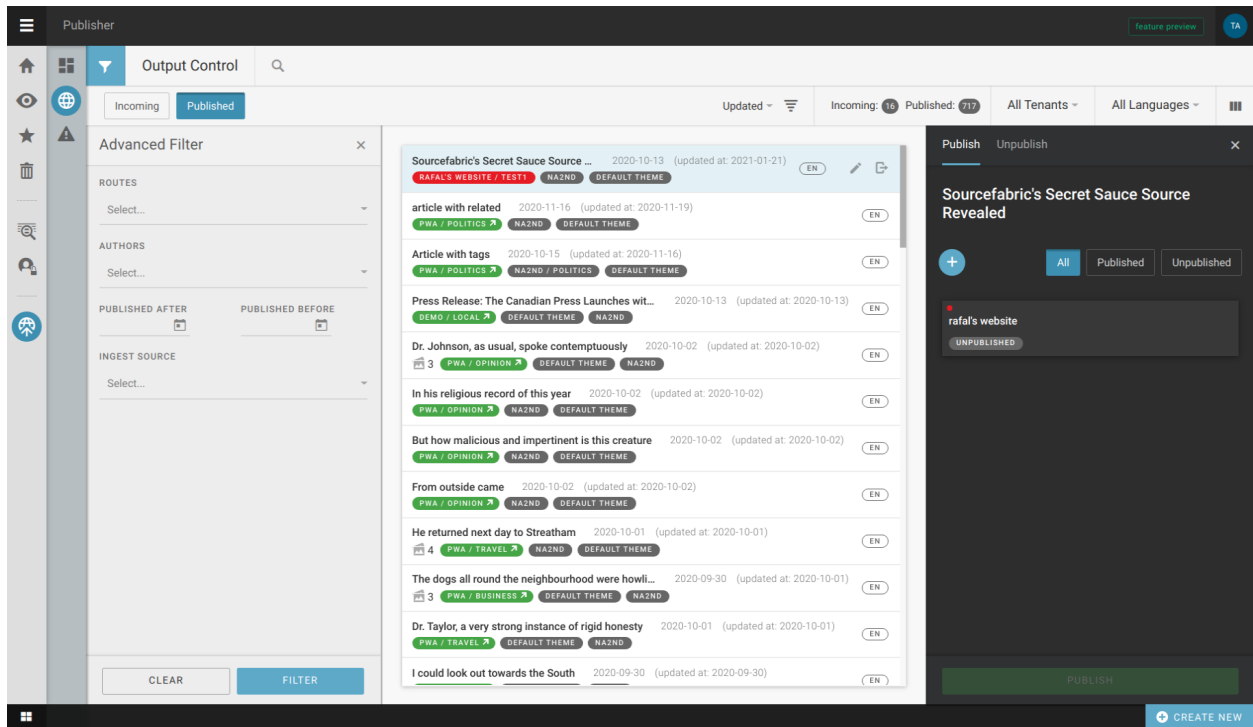 Publisher
feature preview
TA
Output Control
Incoming
Published
Updated
Incoming: 16 Published: 717
All Tenants
All Languages
Advanced Filter
ROUTES
Select...
AUTHORS
Select...
PUBLISHED AFTER
PUBLISHED BEFORE
INGEST SOURCE
Select...
CLEAR
FILTER
Sourcefabric's Secret Sauce Source ... 2020-10-13 (updated at: 2021-01-21)
EN
RAFAL'S WEBSITE / TEST1 NA2ND DEFAULT THEME
article with related 2020-11-16 (updated at: 2020-11-19)
EN
PWA / POLITICS NA2ND DEFAULT THEME
Article with tags 2020-10-15 (updated at: 2020-11-16)
EN
PWA / POLITICS NA2ND / POLITICS DEFAULT THEME
Press Release: The Canadian Press Launches wit... 2020-10-13 (updated at: 2020-10-13)
EN
DEMO / LOCAL DEFAULT THEME NA2ND
Dr. Johnson, as usual, spoke contemptuously 2020-10-02 (updated at: 2020-10-02)
EN
3 PWA / OPINION DEFAULT THEME NA2ND
In his religious record of this year 2020-10-02 (updated at: 2020-10-02)
EN
PWA / OPINION NA2ND DEFAULT THEME
But how malicious and impertinent is this creature 2020-10-02 (updated at: 2020-10-02)
EN
PWA / OPINION NA2ND DEFAULT THEME
From outside came 2020-10-02 (updated at: 2020-10-02)
EN
PWA / OPINION NA2ND DEFAULT THEME
He returned next day to Streatham 2020-10-01 (updated at: 2020-10-01)
EN
4 PWA / TRAVEL NA2ND DEFAULT THEME
The dogs all round the neighbourhood were howli... 2020-09-30 (updated at: 2020-10-01)
EN
3 PWA / BUSINESS DEFAULT THEME NA2ND
Dr. Taylor, a very strong instance of rigid honesty 2020-10-01 (updated at: 2020-10-01)
EN
PWA / TRAVEL DEFAULT THEME NA2ND
I could look out towards the South 2020-09-30 (updated at: 2020-09-30)
EN
Publish
Unpublish
Sourcefabric's Secret Sauce Source
Revealed
All
Published
Unpublished
rafal's website
UNPUBLISHED
PUBLISH
CREATE NEW